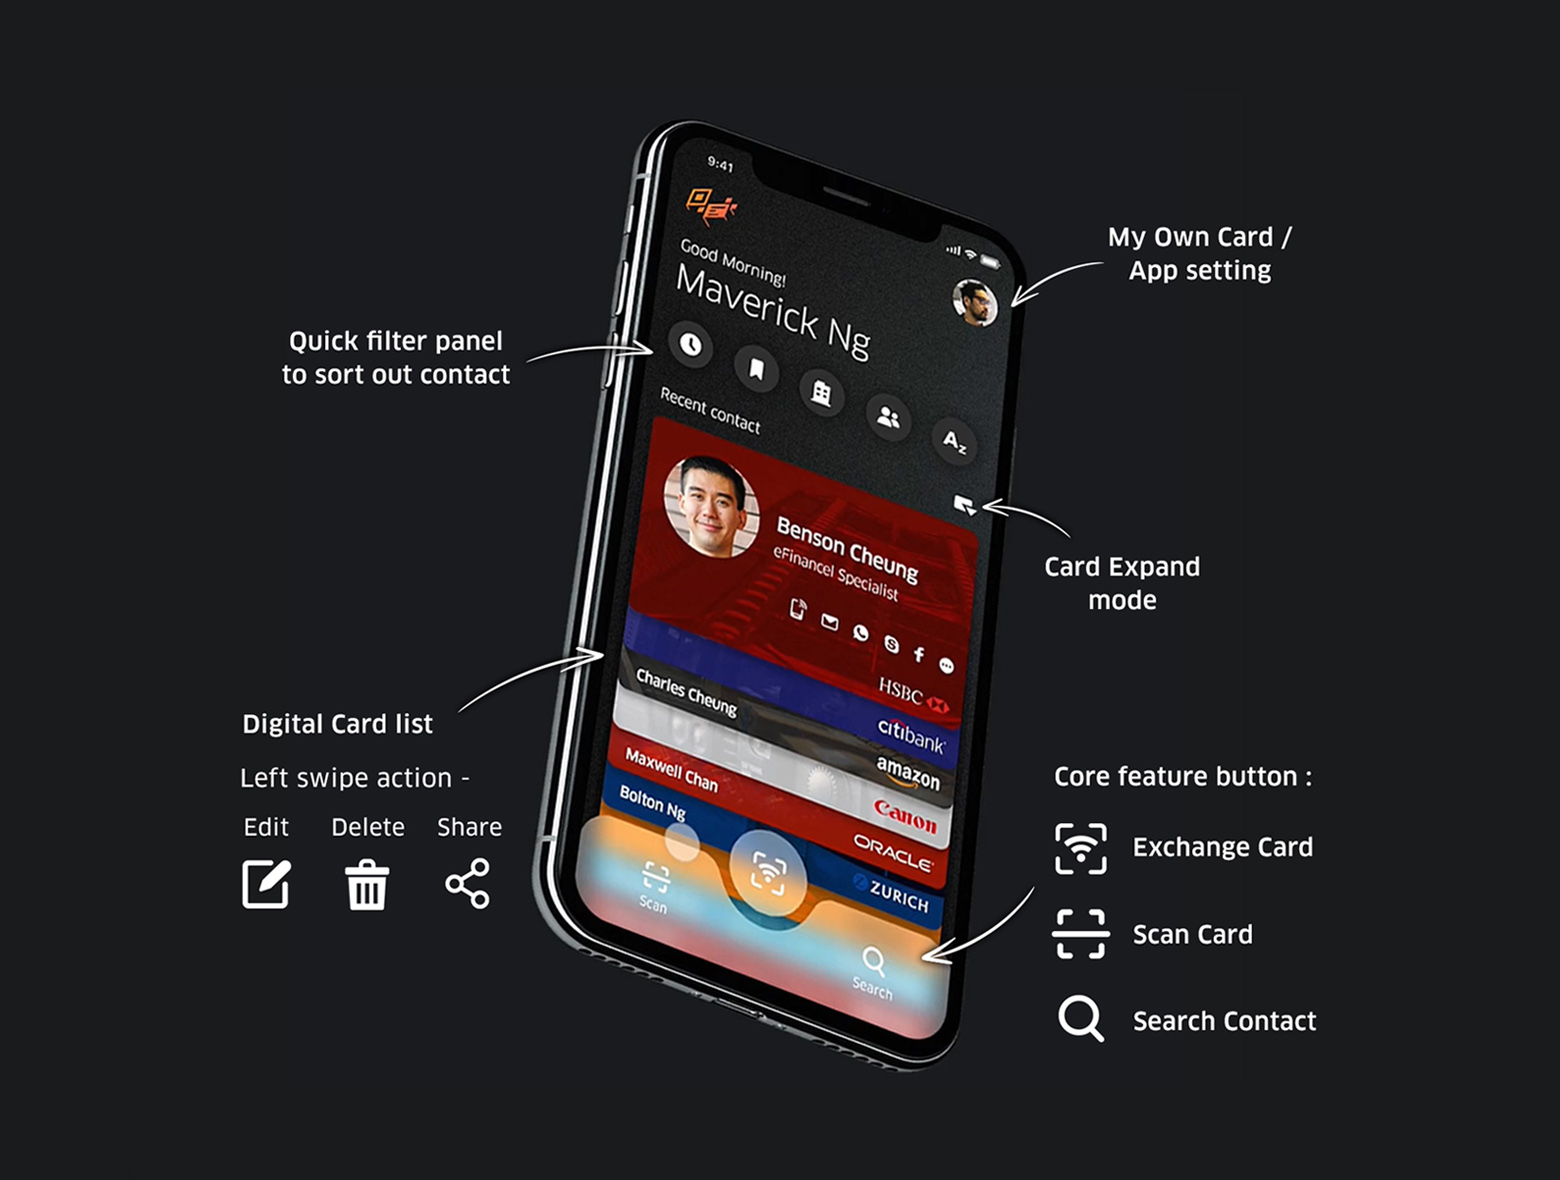 9:41
Good Morning!
Maverick Ng
My Own Card /
App setting
Quick filter panel
to sort out contact
Az
Recent contact
Benson Cheung
eFinancel Specialist
Card Expand
mode
HSBC
citibank
Charles Cheung
amazon
Digital Card list
Left swipe action -
Edit Delete Share
Maxwell Chan
Canon
Bolton Ng
ORACLE
ZURICH
Scan
Search
Core feature button :
Exchange Card
Scan Card
Search Contact